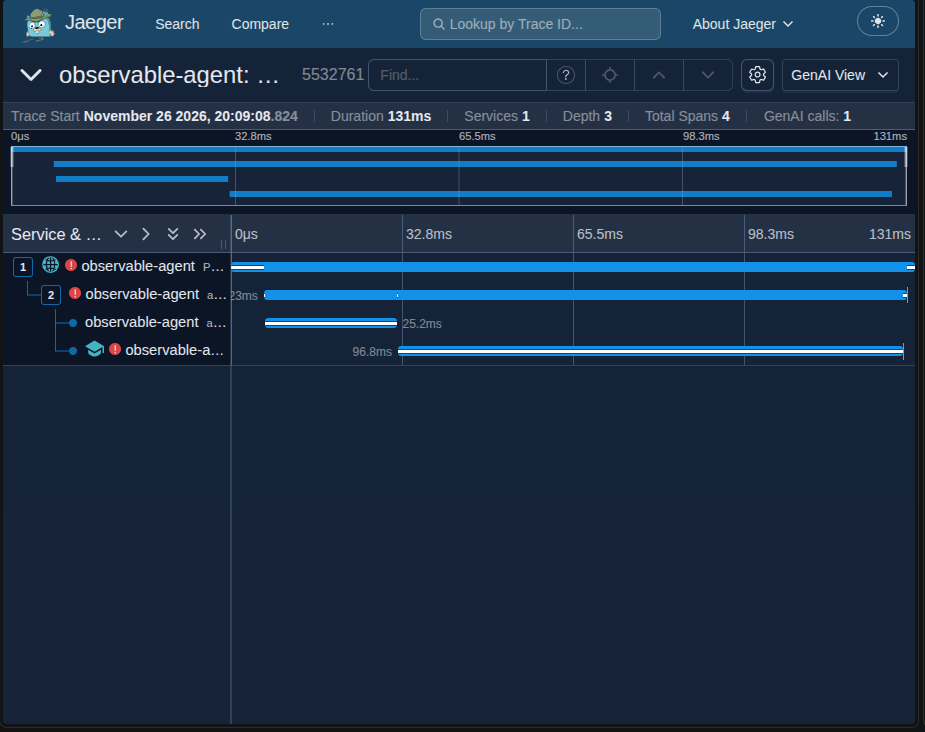 Jaeger Search Compare ··· Lookup by Trace ID... About Jaeger
observable-agent: … 5532761 Find... ? GenAI View
Trace Start November 26 2026, 20:09:08.824 Duration 131ms Services 1 Depth 3 Total Spans 4 GenAI calls: 1
0μs 32.8ms 65.5ms 98.3ms 131ms
Service & … 0μs 32.8ms 65.5ms 98.3ms 131ms
1 ! observable-agent P…
2 ! observable-agent a… 23ms
observable-agent a… 25.2ms
! observable-a… 96.8ms